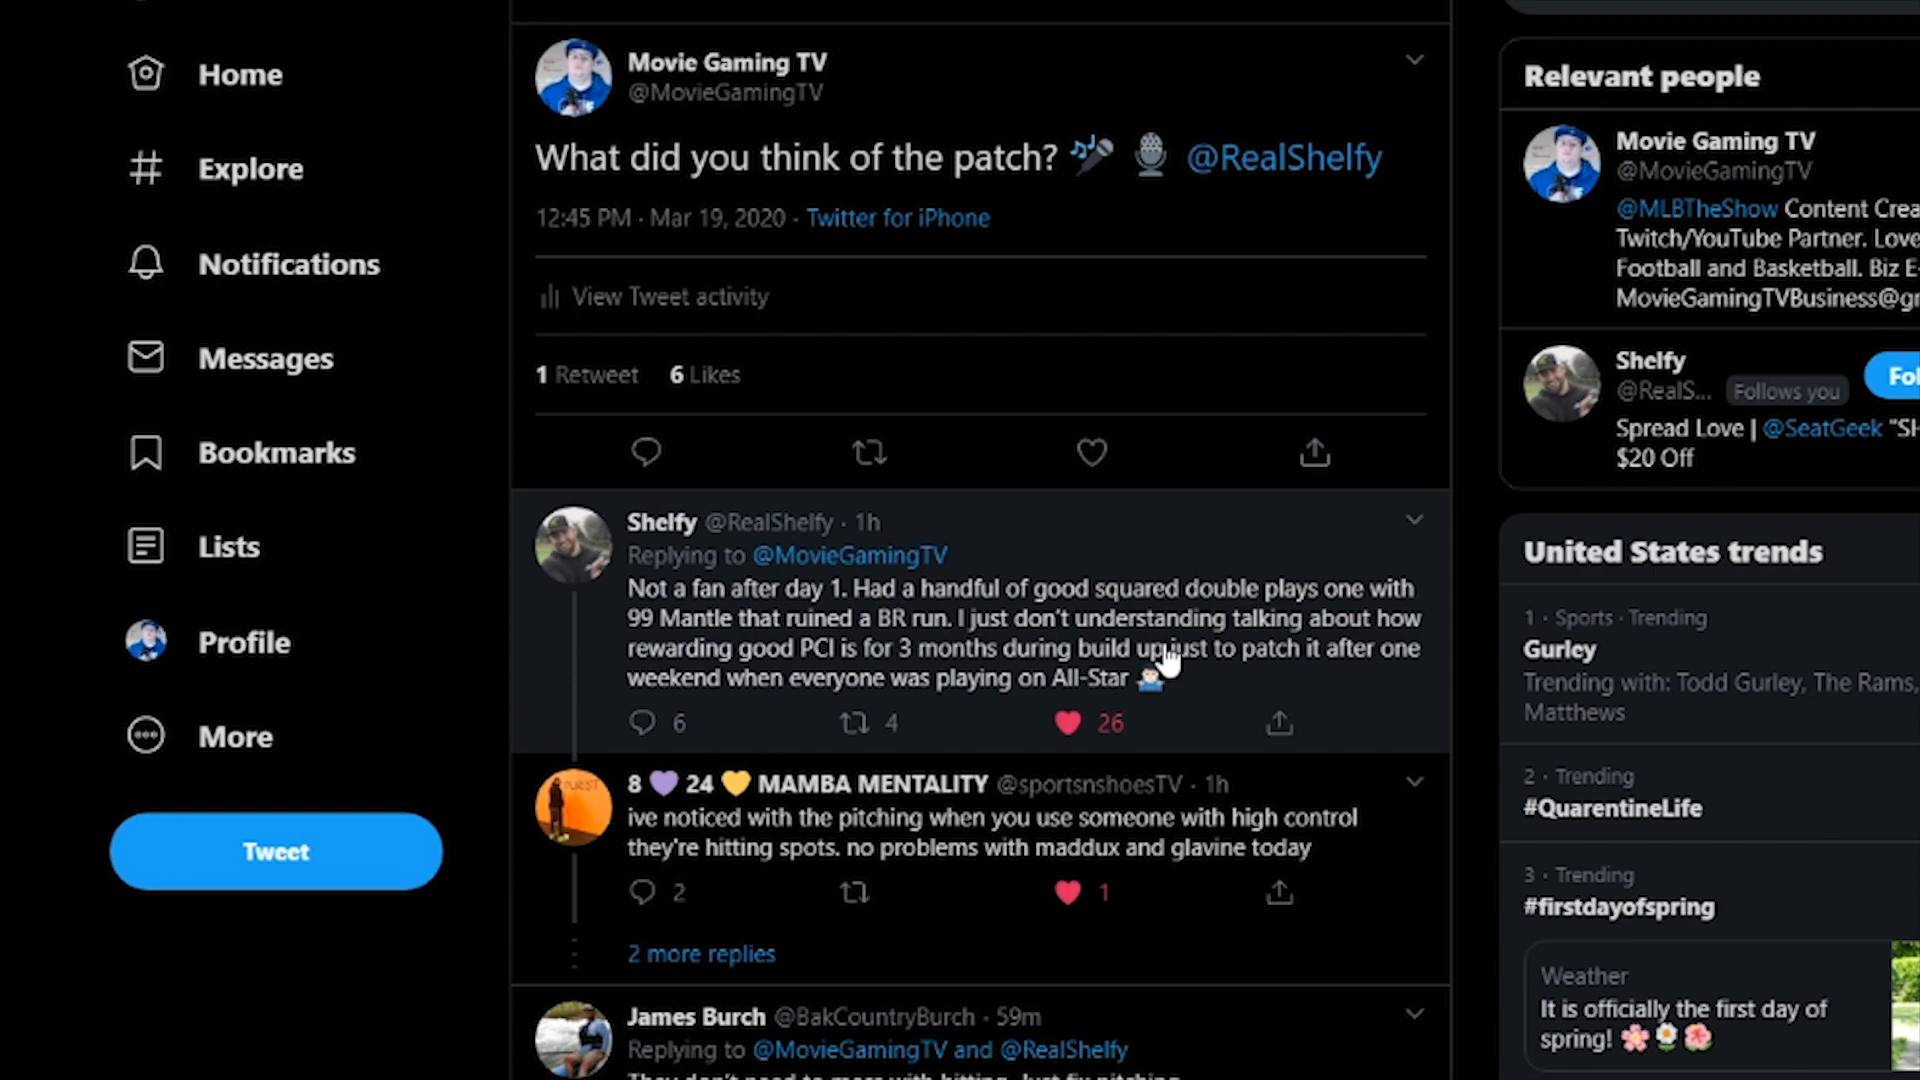 Home
Explore
Notifications
Messages
Bookmarks
Lists
Profile
More
Tweet
Movie Gaming TV
@MovieGamingTV
What did you think of the patch? 🎤 🎙 @RealShelfy
12:45 PM · Mar 19, 2020 · Twitter for iPhone
View Tweet activity
1 Retweet 6 Likes
Shelfy @RealShelfy · 1h
Replying to @MovieGamingTV
Not a fan after day 1. Had a handful of good squared double plays one with
99 Mantle that ruined a BR run. I just don't understanding talking about how
rewarding good PCI is for 3 months during build up just to patch it after one
weekend when everyone was playing on All-Star 🤷🏻‍♂️
6 4 26
8 💜 24 💛 MAMBA MENTALITY @sportsnshoesTV · 1h
ive noticed with the pitching when you use someone with high control
they're hitting spots. no problems with maddux and glavine today
2 1
2 more replies
James Burch @BakCountryBurch · 59m
Replying to @MovieGamingTV and @RealShelfy
Relevant people
Movie Gaming TV
@MovieGamingTV
@MLBTheShow Content Crea
Twitch/YouTube Partner. Love
Football and Basketball. Biz E-
MovieGamingTVBusiness@gr
Shelfy
@RealS... Follows you
Fol
Spread Love | @SeatGeek "SH
$20 Off
United States trends
1 · Sports · Trending
Gurley
Trending with: Todd Gurley, The Rams,
Matthews
2 · Trending
#QuarentineLife
3 · Trending
#firstdayofspring
Weather
It is officially the first day of
spring! 🌸🌼🌺